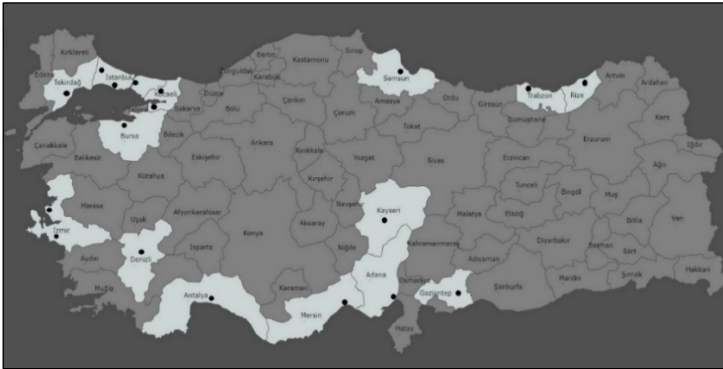 Kırklareli
Edirne
Tekirdağ
İstanbul
Kocaeli
Sakarya
Düzce
Zonguldak
Bartın
Karabük
Kastamonu
Sinop
Samsun
Ordu
Giresun
Trabzon
Rize
Artvin
Ardahan
Kars
Iğdır
Ağrı
Erzurum
Gümüşhane
Bolu
Çankırı
Çorum
Amasya
Tokat
Çanakkale
Balıkesir
Bursa
Bilecik
Eskişehir
Ankara
Kırıkkale
Yozgat
Sivas
Erzincan
Tunceli
Bingöl
Muş
Kütahya
Kırşehir
Nevşehir
Kayseri
Malatya
Elazığ
Bitlis
Van
Manisa
İzmir
Uşak
Afyonkarahisar
Konya
Aksaray
Niğde
Kahramanmaraş
Adıyaman
Diyarbakır
Batman
Siirt
Hakkari
Aydın
Denizli
Isparta
Muğla
Antalya
Karaman
Mersin
Adana
Osmaniye
Gaziantep
Şanlıurfa
Mardin
Şırnak
Hatay